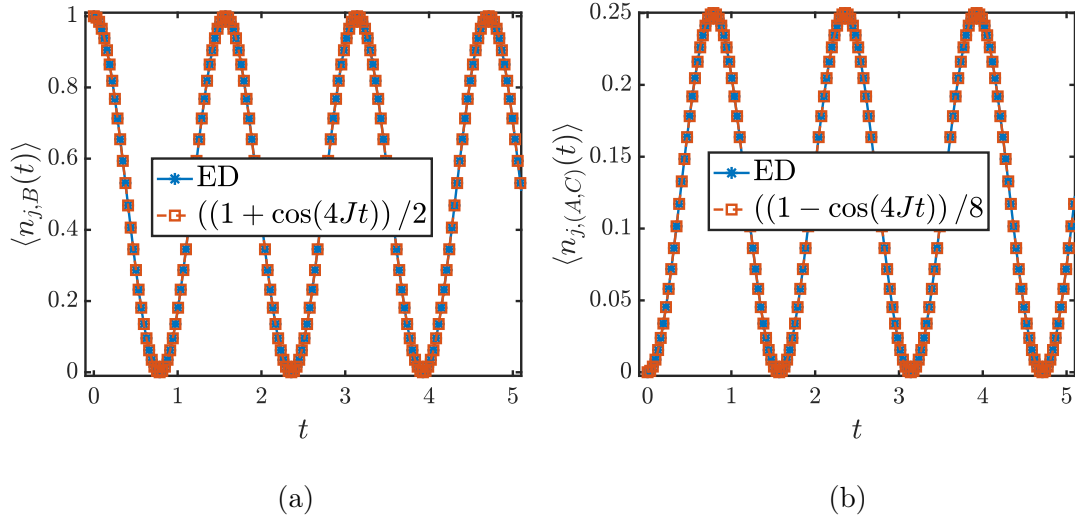 ⟨n_{j,B}(t)⟩
1
0.8
0.6
0.4
0.2
0
ED
((1 + cos(4Jt)) /2
0 1 2 3 4 5
t
(a)
⟨n_{j,(A,C)}(t)⟩
0.25
0.2
0.15
0.1
0.05
0
ED
((1 − cos(4Jt)) /8
0 1 2 3 4 5
t
(b)